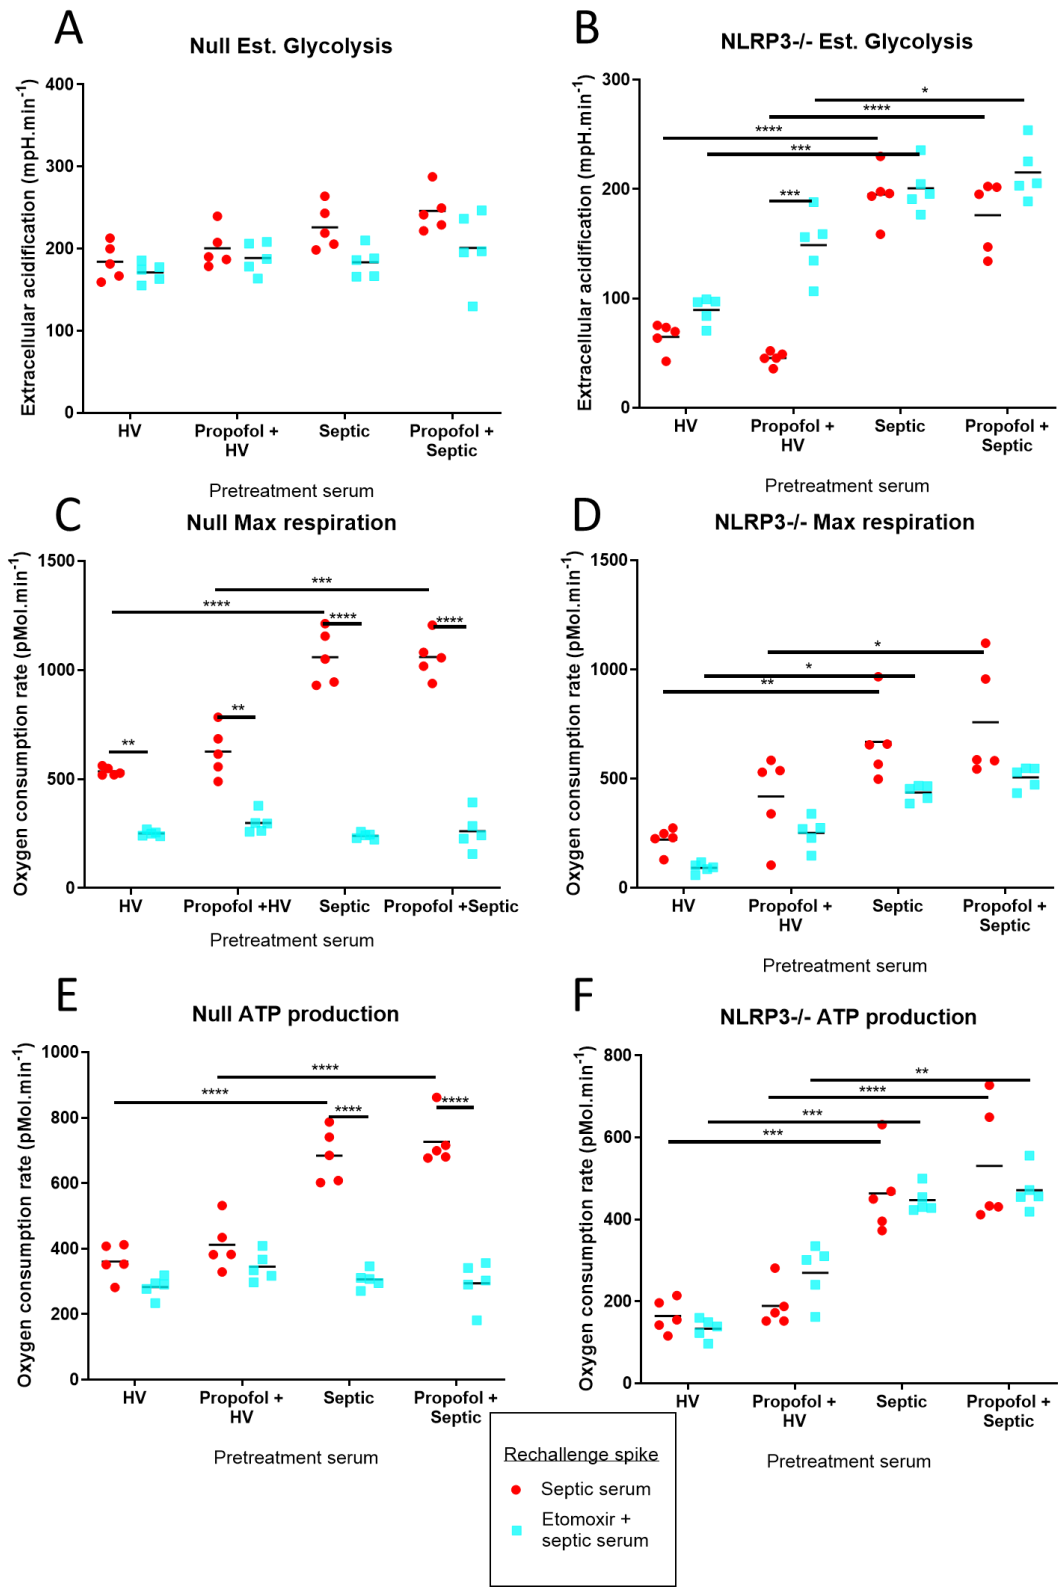 A
Null Est. Glycolysis
Extracellular acidification (mpH.min-1)
400
300
200
100
0
HV
Propofol +
HV
Septic
Propofol +
Septic
Pretreatment serum
B
NLRP3-/- Est. Glycolysis
Extracellular acidification (mpH.min-1)
300
200
100
0
*
****
****
***
***
HV
Propofol +
HV
Septic
Propofol +
Septic
Pretreatment serum
C
Null Max respiration
Oxygen consumption rate (pMol.min-1)
1500
1000
500
0
***
****
****
****
**
**
HV
Propofol +HV
Septic
Propofol +Septic
Pretreatment serum
D
NLRP3-/- Max respiration
Oxygen consumption rate (pMol.min-1)
1500
1000
500
0
*
*
**
HV
Propofol +
HV
Septic
Propofol +
Septic
Pretreatment serum
E
Null ATP production
Oxygen consumption rate (pMol.min-1)
1000
800
600
400
200
0
****
****
****
****
HV
Propofol +
HV
Septic
Propofol +
Septic
Pretreatment serum
F
NLRP3-/- ATP production
Oxygen consumption rate (pMol.min-1)
800
600
400
200
0
**
****
***
***
HV
Propofol +
HV
Septic
Propofol +
Septic
Pretreatment serum
Rechallenge spike
Septic serum
Etomoxir +
septic serum